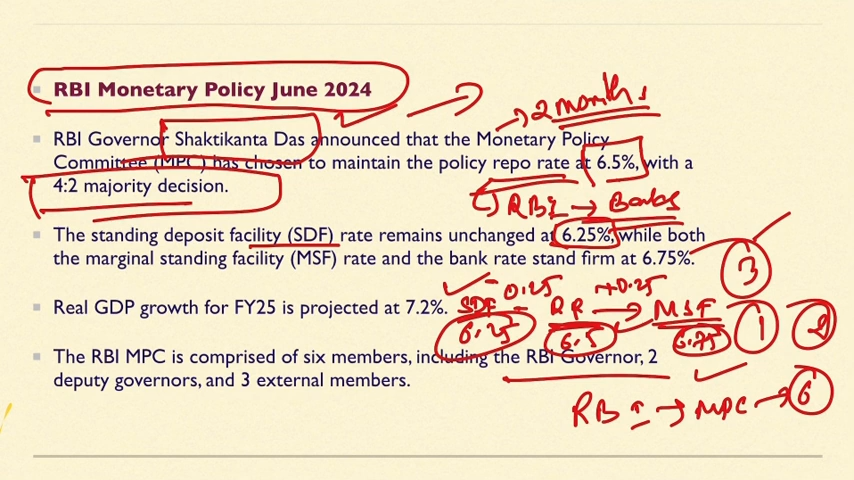 RBI Monetary Policy June 2024
→ 2 months
RBI Governor Shaktikanta Das announced that the Monetary Policy
Committee (MPC) has chosen to maintain the policy repo rate at 6.5%, with a
4:2 majority decision.
RBI → Banks
The standing deposit facility (SDF) rate remains unchanged at 6.25%, while both
the marginal standing facility (MSF) rate and the bank rate stand firm at 6.75%.
3
-0.25 +0.25
Real GDP growth for FY25 is projected at 7.2%. SDF - RR → MSF
6.25 6.5 6.75 1 2
The RBI MPC is comprised of six members, including the RBI Governor, 2
deputy governors, and 3 external members.
RBI → MPC → 6